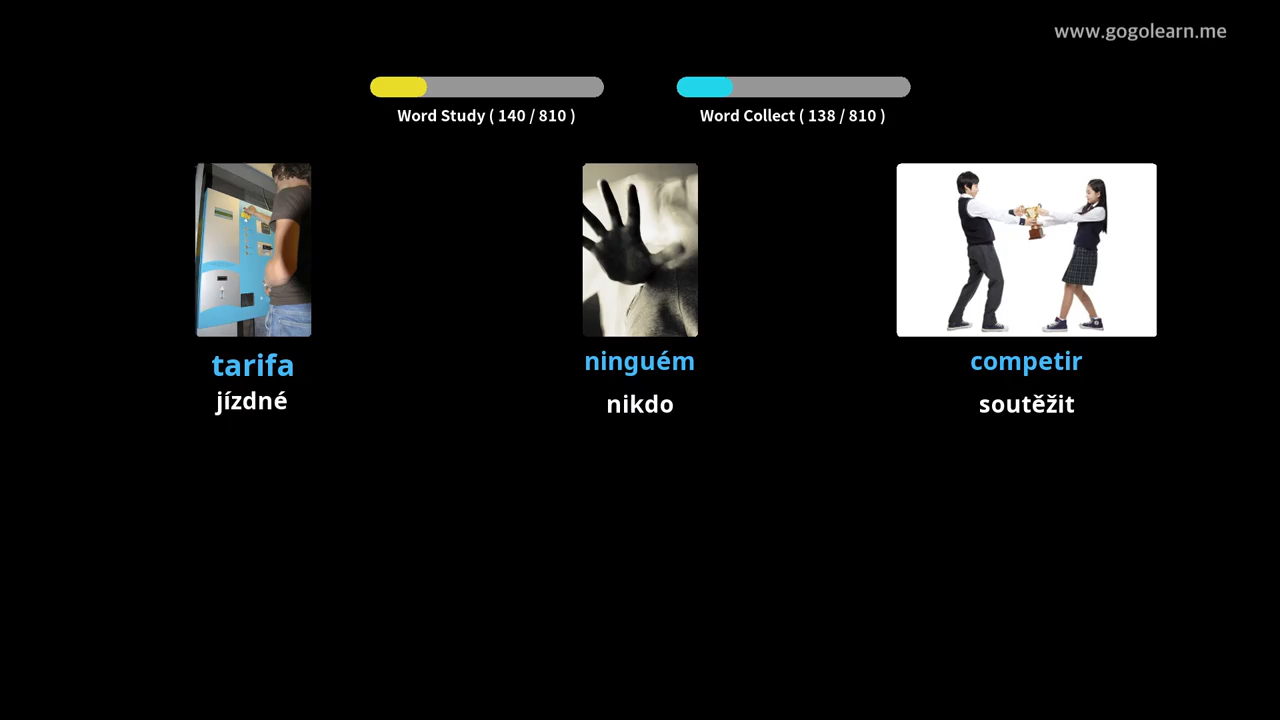 www.gogolearn.me
Word Study ( 140 / 810 )
Word Collect ( 138 / 810 )
tarifa
jízdné
ninguém
nikdo
competir
soutěžit